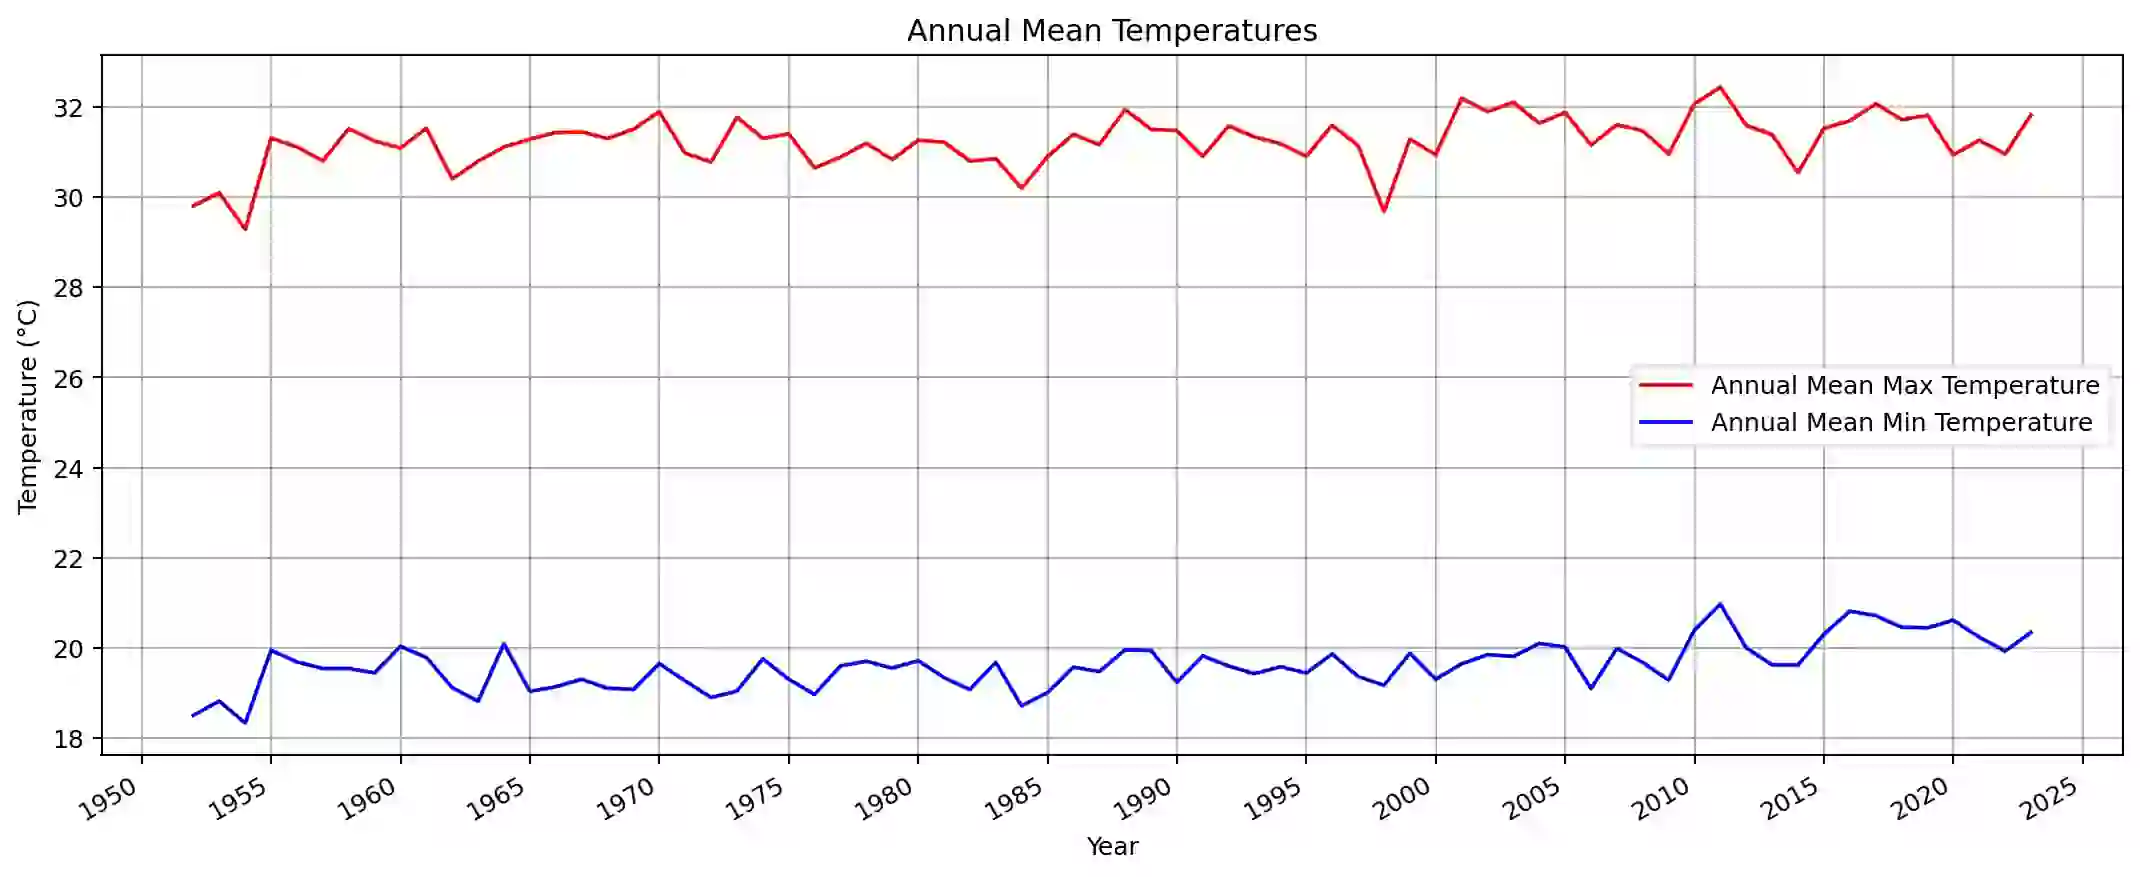 Annual Mean Temperatures
Temperature (°C)
32
30
28
26
24
22
20
18
Annual Mean Max Temperature
Annual Mean Min Temperature
1950 1955 1960 1965 1970 1975 1980 1985 1990 1995 2000 2005 2010 2015 2020 2025
Year